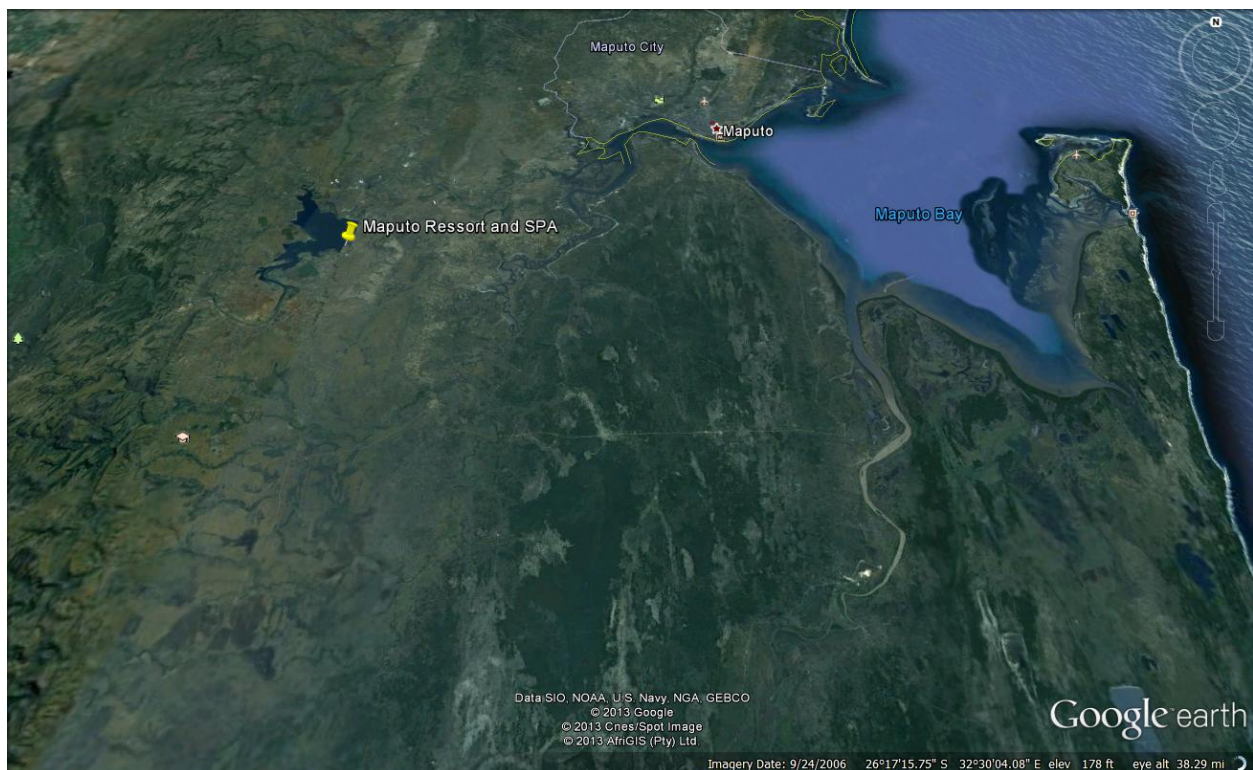 N
Maputo City
Maputo
Maputo Bay
Maputo Ressort and SPA
Data SIO, NOAA, U.S. Navy, NGA, GEBCO
© 2013 Google
© 2013 Cnes/Spot Image
© 2013 AfriGIS (Pty) Ltd.
Google earth
Imagery Date: 9/24/2006 26°17'15.75" S 32°30'04.08" E elev 178 ft eye alt 38.29 mi